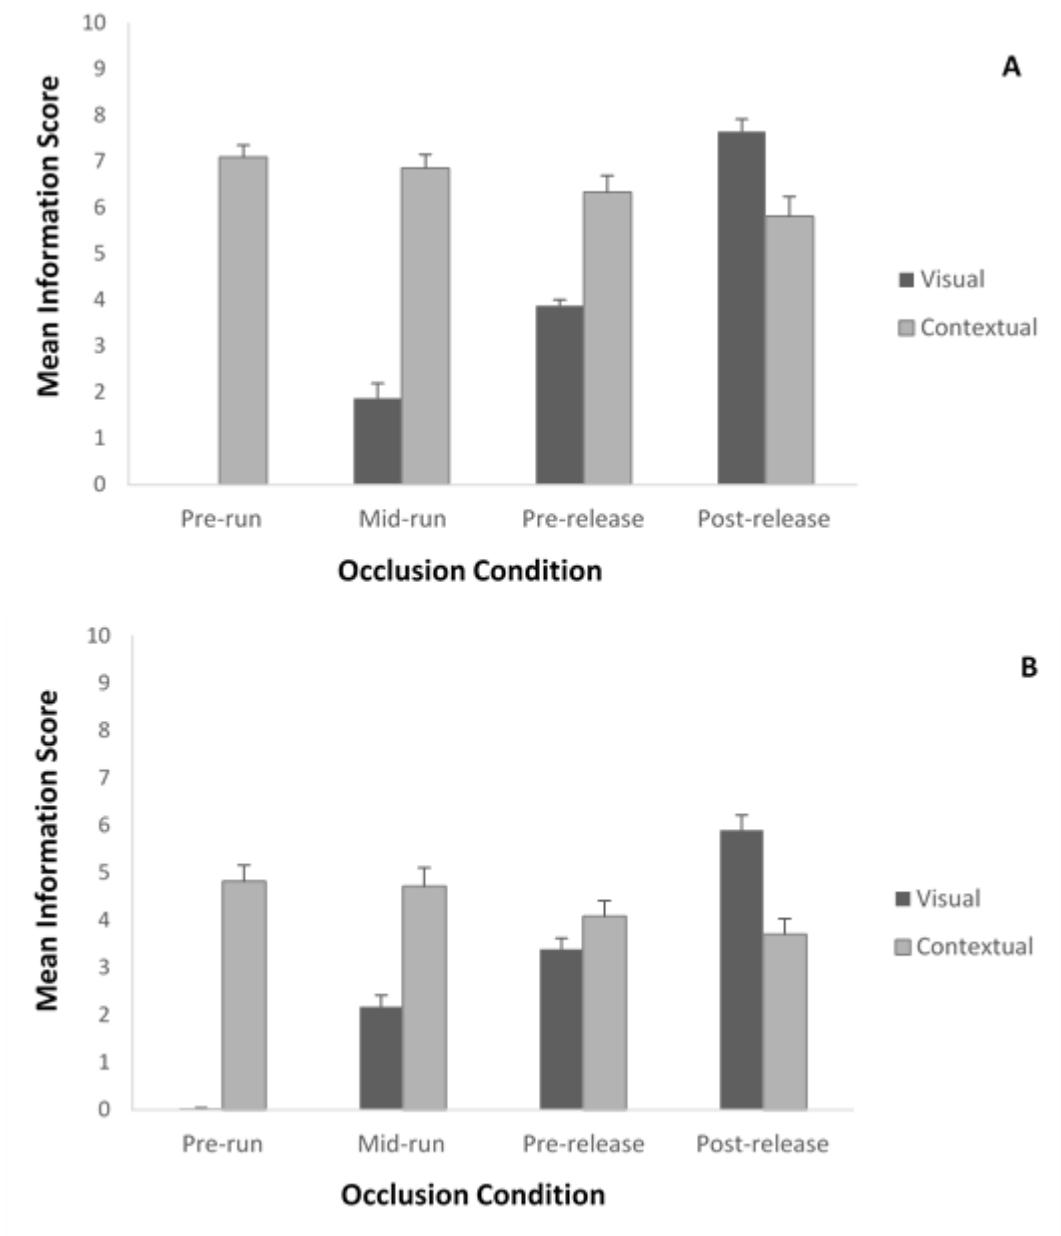 A
Mean Information Score
10
9
8
7
6
5
4
3
2
1
0
Visual
Contextual
Pre-run Mid-run Pre-release Post-release
Occlusion Condition
B
Mean Information Score
10
9
8
7
6
5
4
3
2
1
0
Visual
Contextual
Pre-run Mid-run Pre-release Post-release
Occlusion Condition